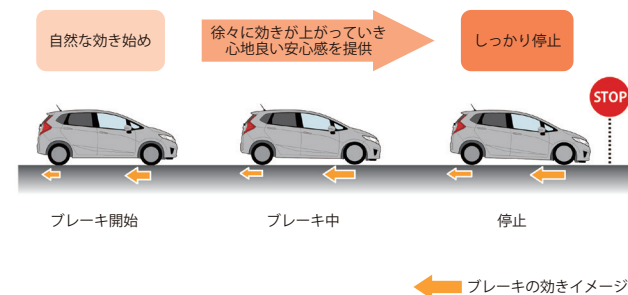 自然な効き始め
徐々に効きが上がっていき
心地良い安心感を提供
しっかり停止
STOP
ブレーキ開始
ブレーキ中
停止
ブレーキの効きイメージ